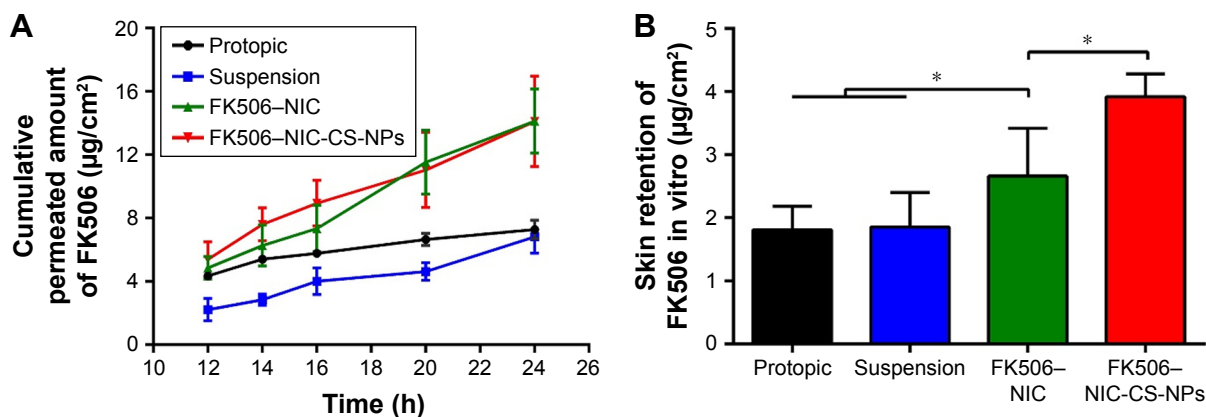 A
Cumulative
permeated amount
of FK506 (µg/cm²)
20
16
12
8
4
0
Protopic
Suspension
FK506–NIC
FK506–NIC-CS-NPs
10 12 14 16 18 20 22 24 26
Time (h)
B
Skin retention of
FK506 in vitro (µg/cm²)
5
4
3
2
1
0
*
*
Protopic
Suspension
FK506–
NIC
FK506–
NIC-CS-NPs